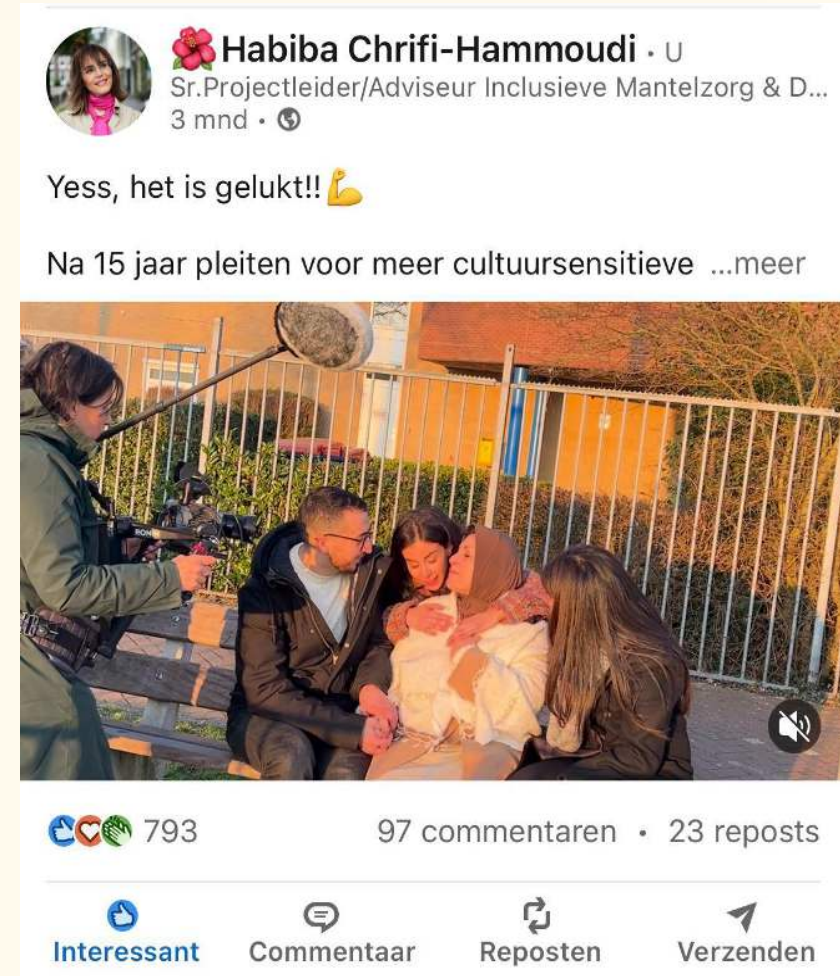 🌺Habiba Chrifi-Hammoudi · U
Sr.Projectleider/Adviseur Inclusieve Mantelzorg & D...
3 mnd ·
Yess, het is gelukt!!💪
Na 15 jaar pleiten voor meer cultuursensitieve ...meer
793
97 commentaren · 23 reposts
Interessant
Commentaar
Reposten
Verzenden